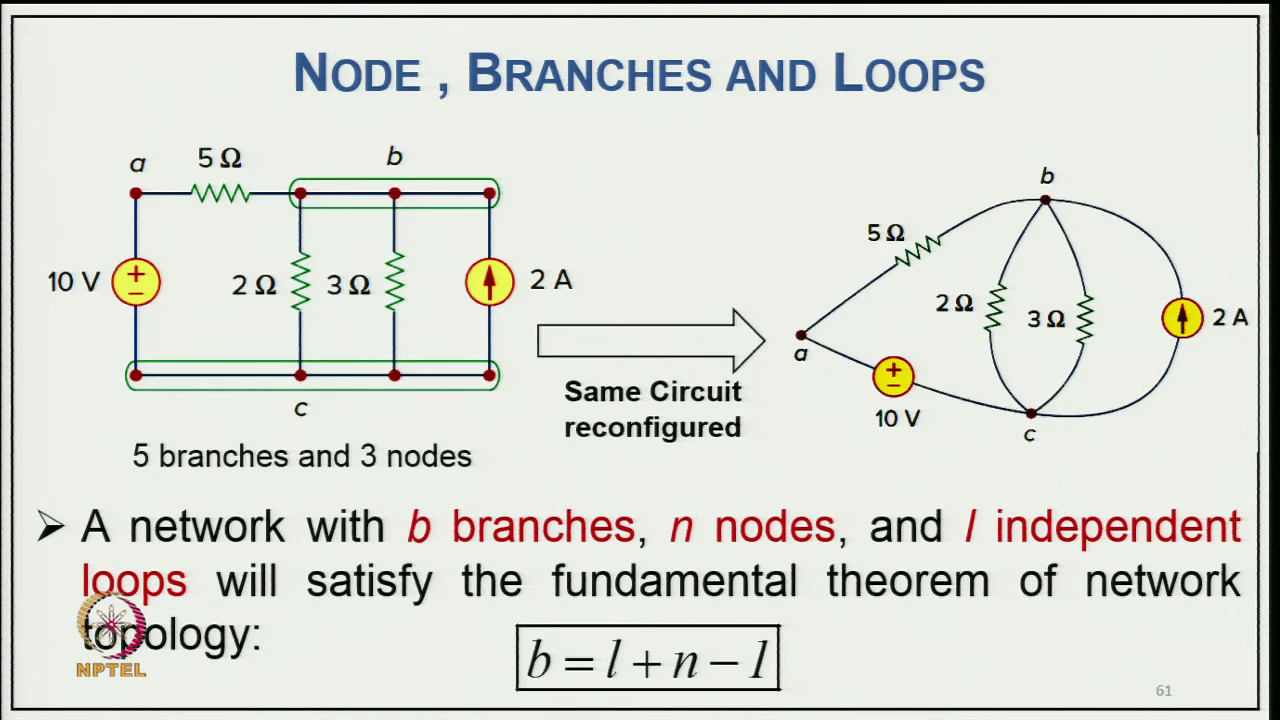 NODE , BRANCHES AND LOOPS
a
5 Ω
b
10 V
+
−
2 Ω
3 Ω
2 A
c
5 branches and 3 nodes
Same Circuit
reconfigured
b
5 Ω
2 Ω
3 Ω
2 A
a
+
−
10 V
c
➢ A network with b branches, n nodes, and l independent
loops will satisfy the fundamental theorem of network
topology:
b = l + n − 1
NPTEL
61